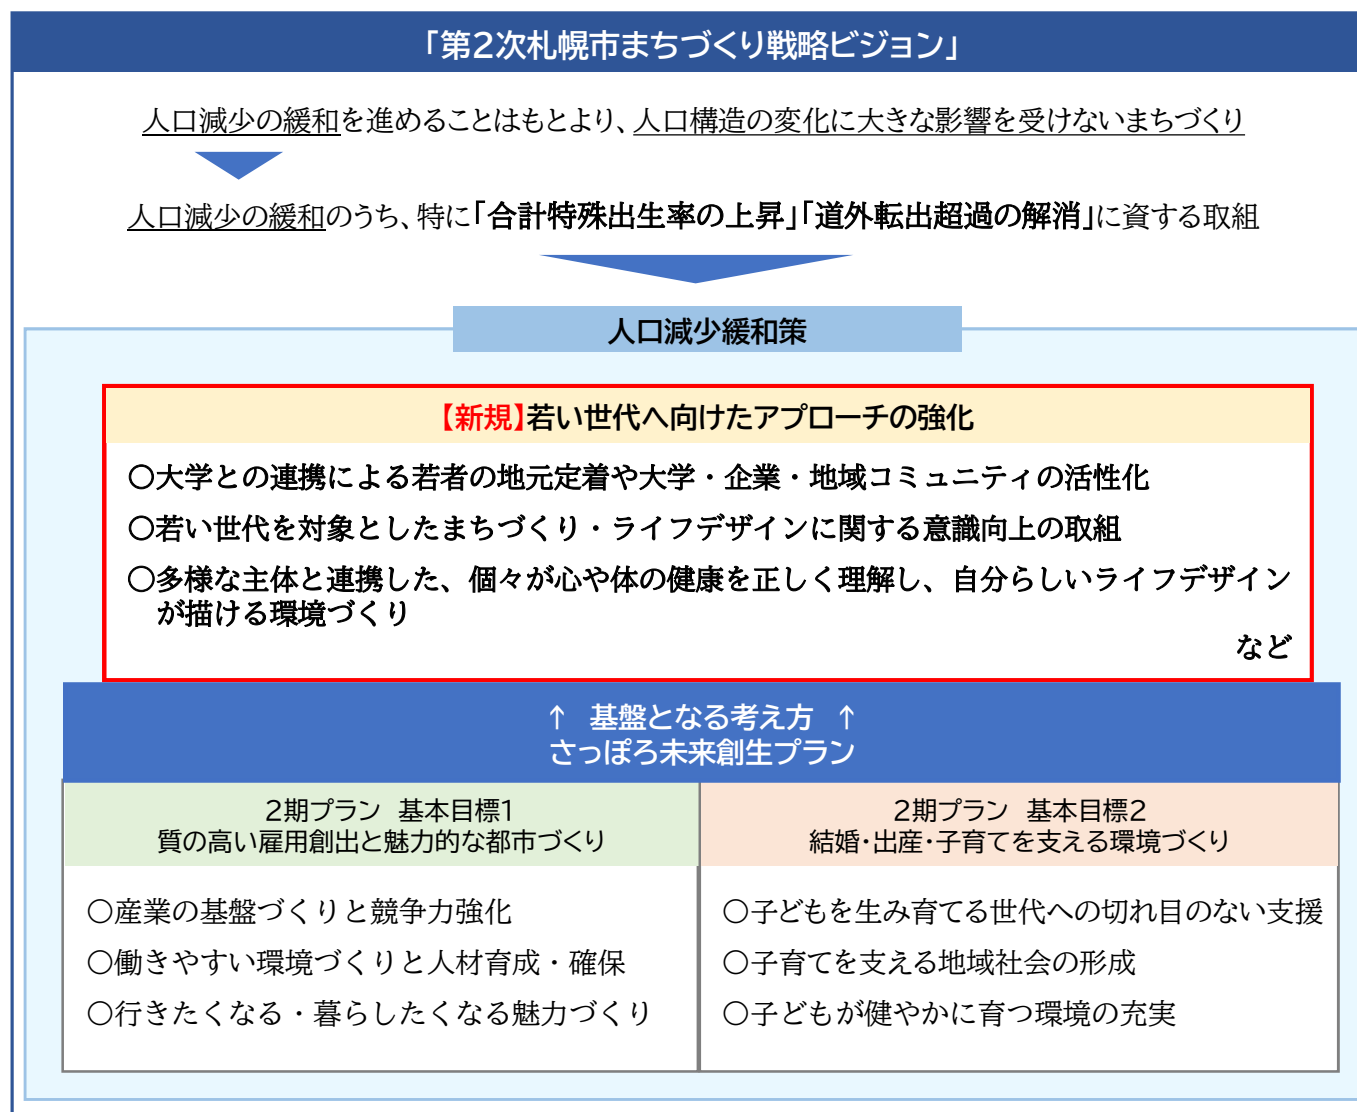 「第2次札幌市まちづくり戦略ビジョン」
人口減少の緩和を進めることはもとより、人口構造の変化に大きな影響を受けないまちづくり
人口減少の緩和のうち、特に「合計特殊出生率の上昇」「道外転出超過の解消」に資する取組
人口減少緩和策
【新規】若い世代へ向けたアプローチの強化
〇大学との連携による若者の地元定着や大学・企業・地域コミュニティの活性化
〇若い世代を対象としたまちづくり・ライフデザインに関する意識向上の取組
〇多様な主体と連携した、個々が心や体の健康を正しく理解し、自分らしいライフデザイン
が描ける環境づくり
など
↑ 基盤となる考え方 ↑
さっぽろ未来創生プラン
2期プラン 基本目標1
質の高い雇用創出と魅力的な都市づくり
〇産業の基盤づくりと競争力強化
〇働きやすい環境づくりと人材育成・確保
〇行きたくなる・暮らしたくなる魅力づくり
2期プラン 基本目標2
結婚・出産・子育てを支える環境づくり
〇子どもを生み育てる世代への切れ目のない支援
〇子育てを支える地域社会の形成
〇子どもが健やかに育つ環境の充実